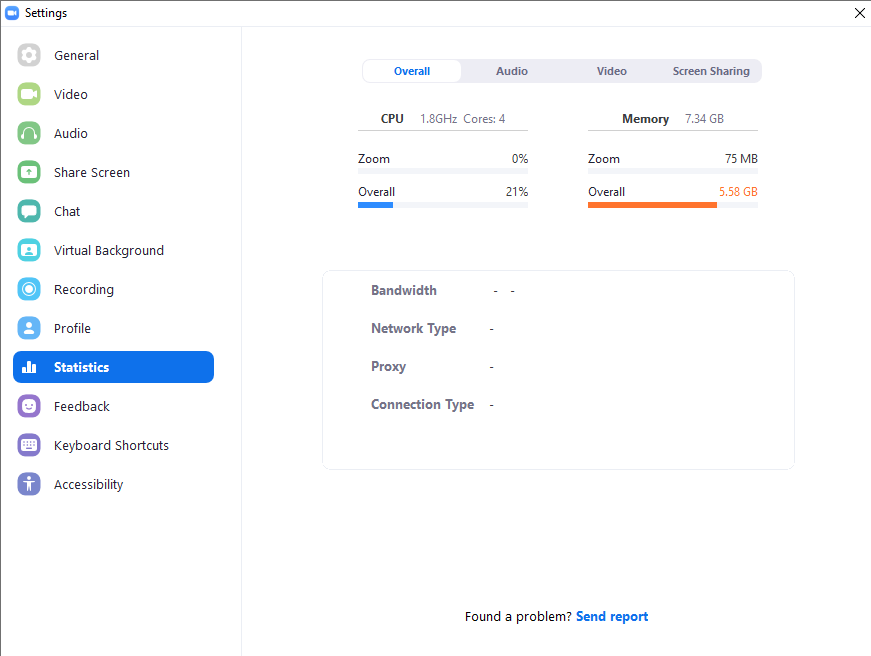 Settings
General
Video
Audio
Share Screen
Chat
Virtual Background
Recording
Profile
Statistics
Feedback
Keyboard Shortcuts
Accessibility
Overall Audio Video Screen Sharing
CPU 1.8GHz Cores: 4
Zoom 0%
Overall 21%
Memory 7.34 GB
Zoom 75 MB
Overall 5.58 GB
Bandwidth - -
Network Type -
Proxy -
Connection Type -
Found a problem? Send report